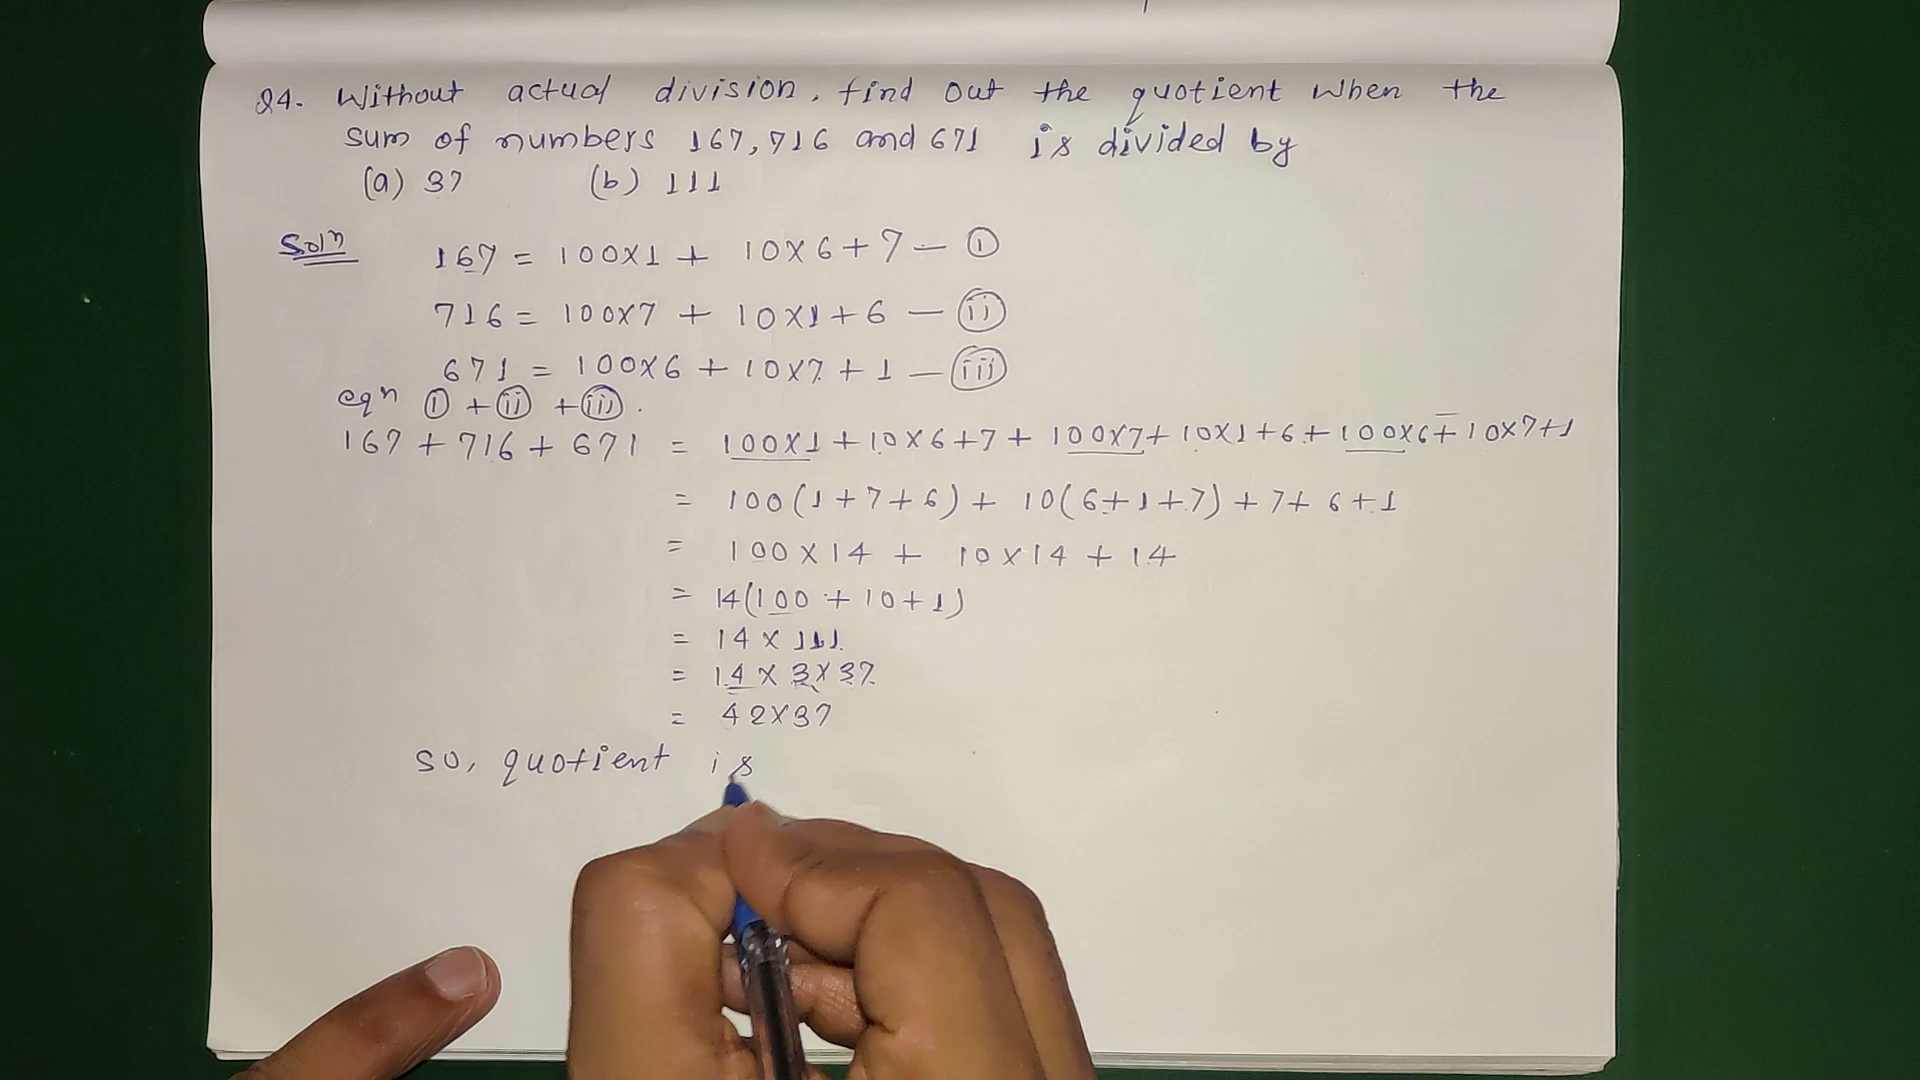 Q4. Without actual division, find out the quotient when the
sum of numbers 167, 716 and 671 is divided by
(a) 37 (b) 111
Solⁿ 167 = 100×1 + 10×6+7 — (i)
716 = 100×7 + 10×1+6 — (ii)
671 = 100×6 + 10×7 + 1 — (iii)
eqⁿ (i) + (ii) + (iii).
167 + 716 + 671 = 100×1+10×6+7+ 100×7+10×1+6+100×6+10×7+1
= 100(1+7+6) + 10(6+1+7) +7+ 6+1
= 100×14 + 10×14 + 14
= 14(100 + 10+1)
= 14 × 111
= 14 × 3×37
= 42×37
so, quotient is